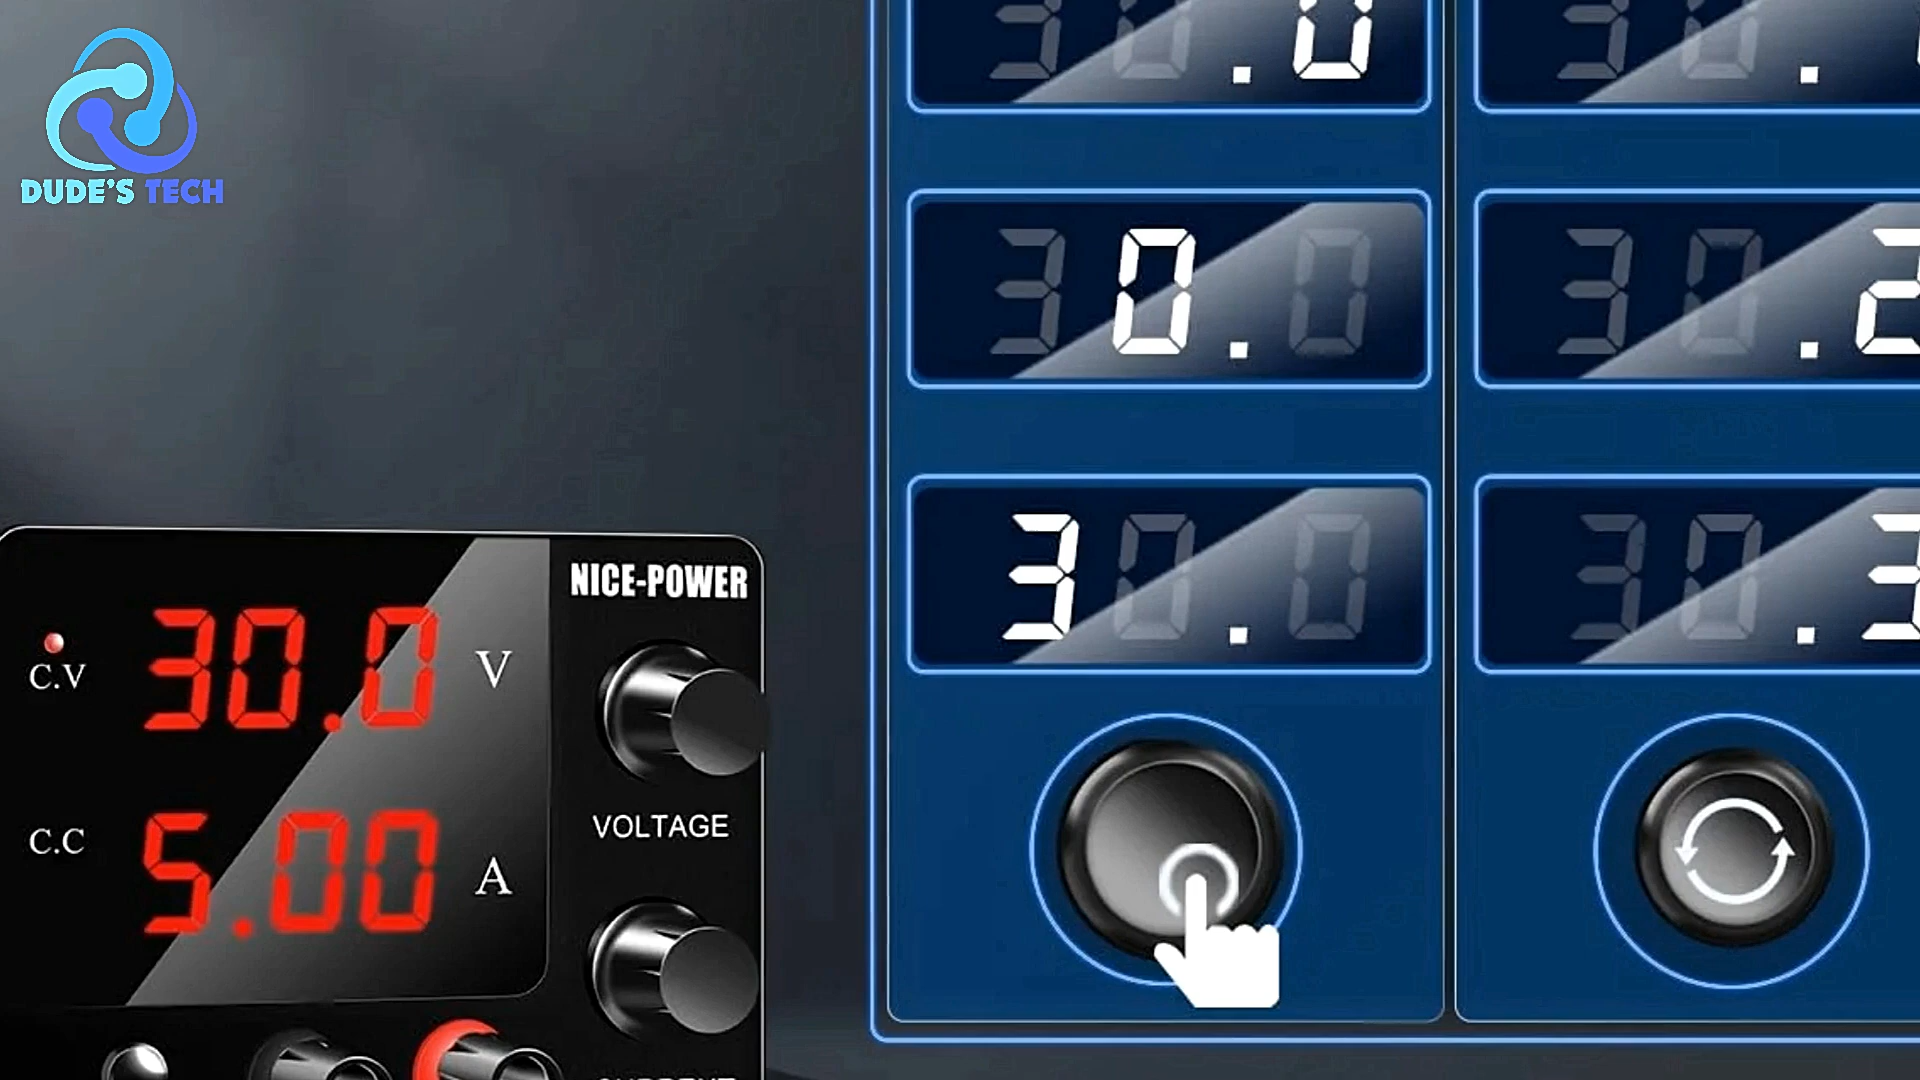 DUDE'S TECH
NICE-POWER
C.V 30.0 V
VOLTAGE
C.C 5.00 A
30.0
30.
30.0
30.2
30.0
30.3